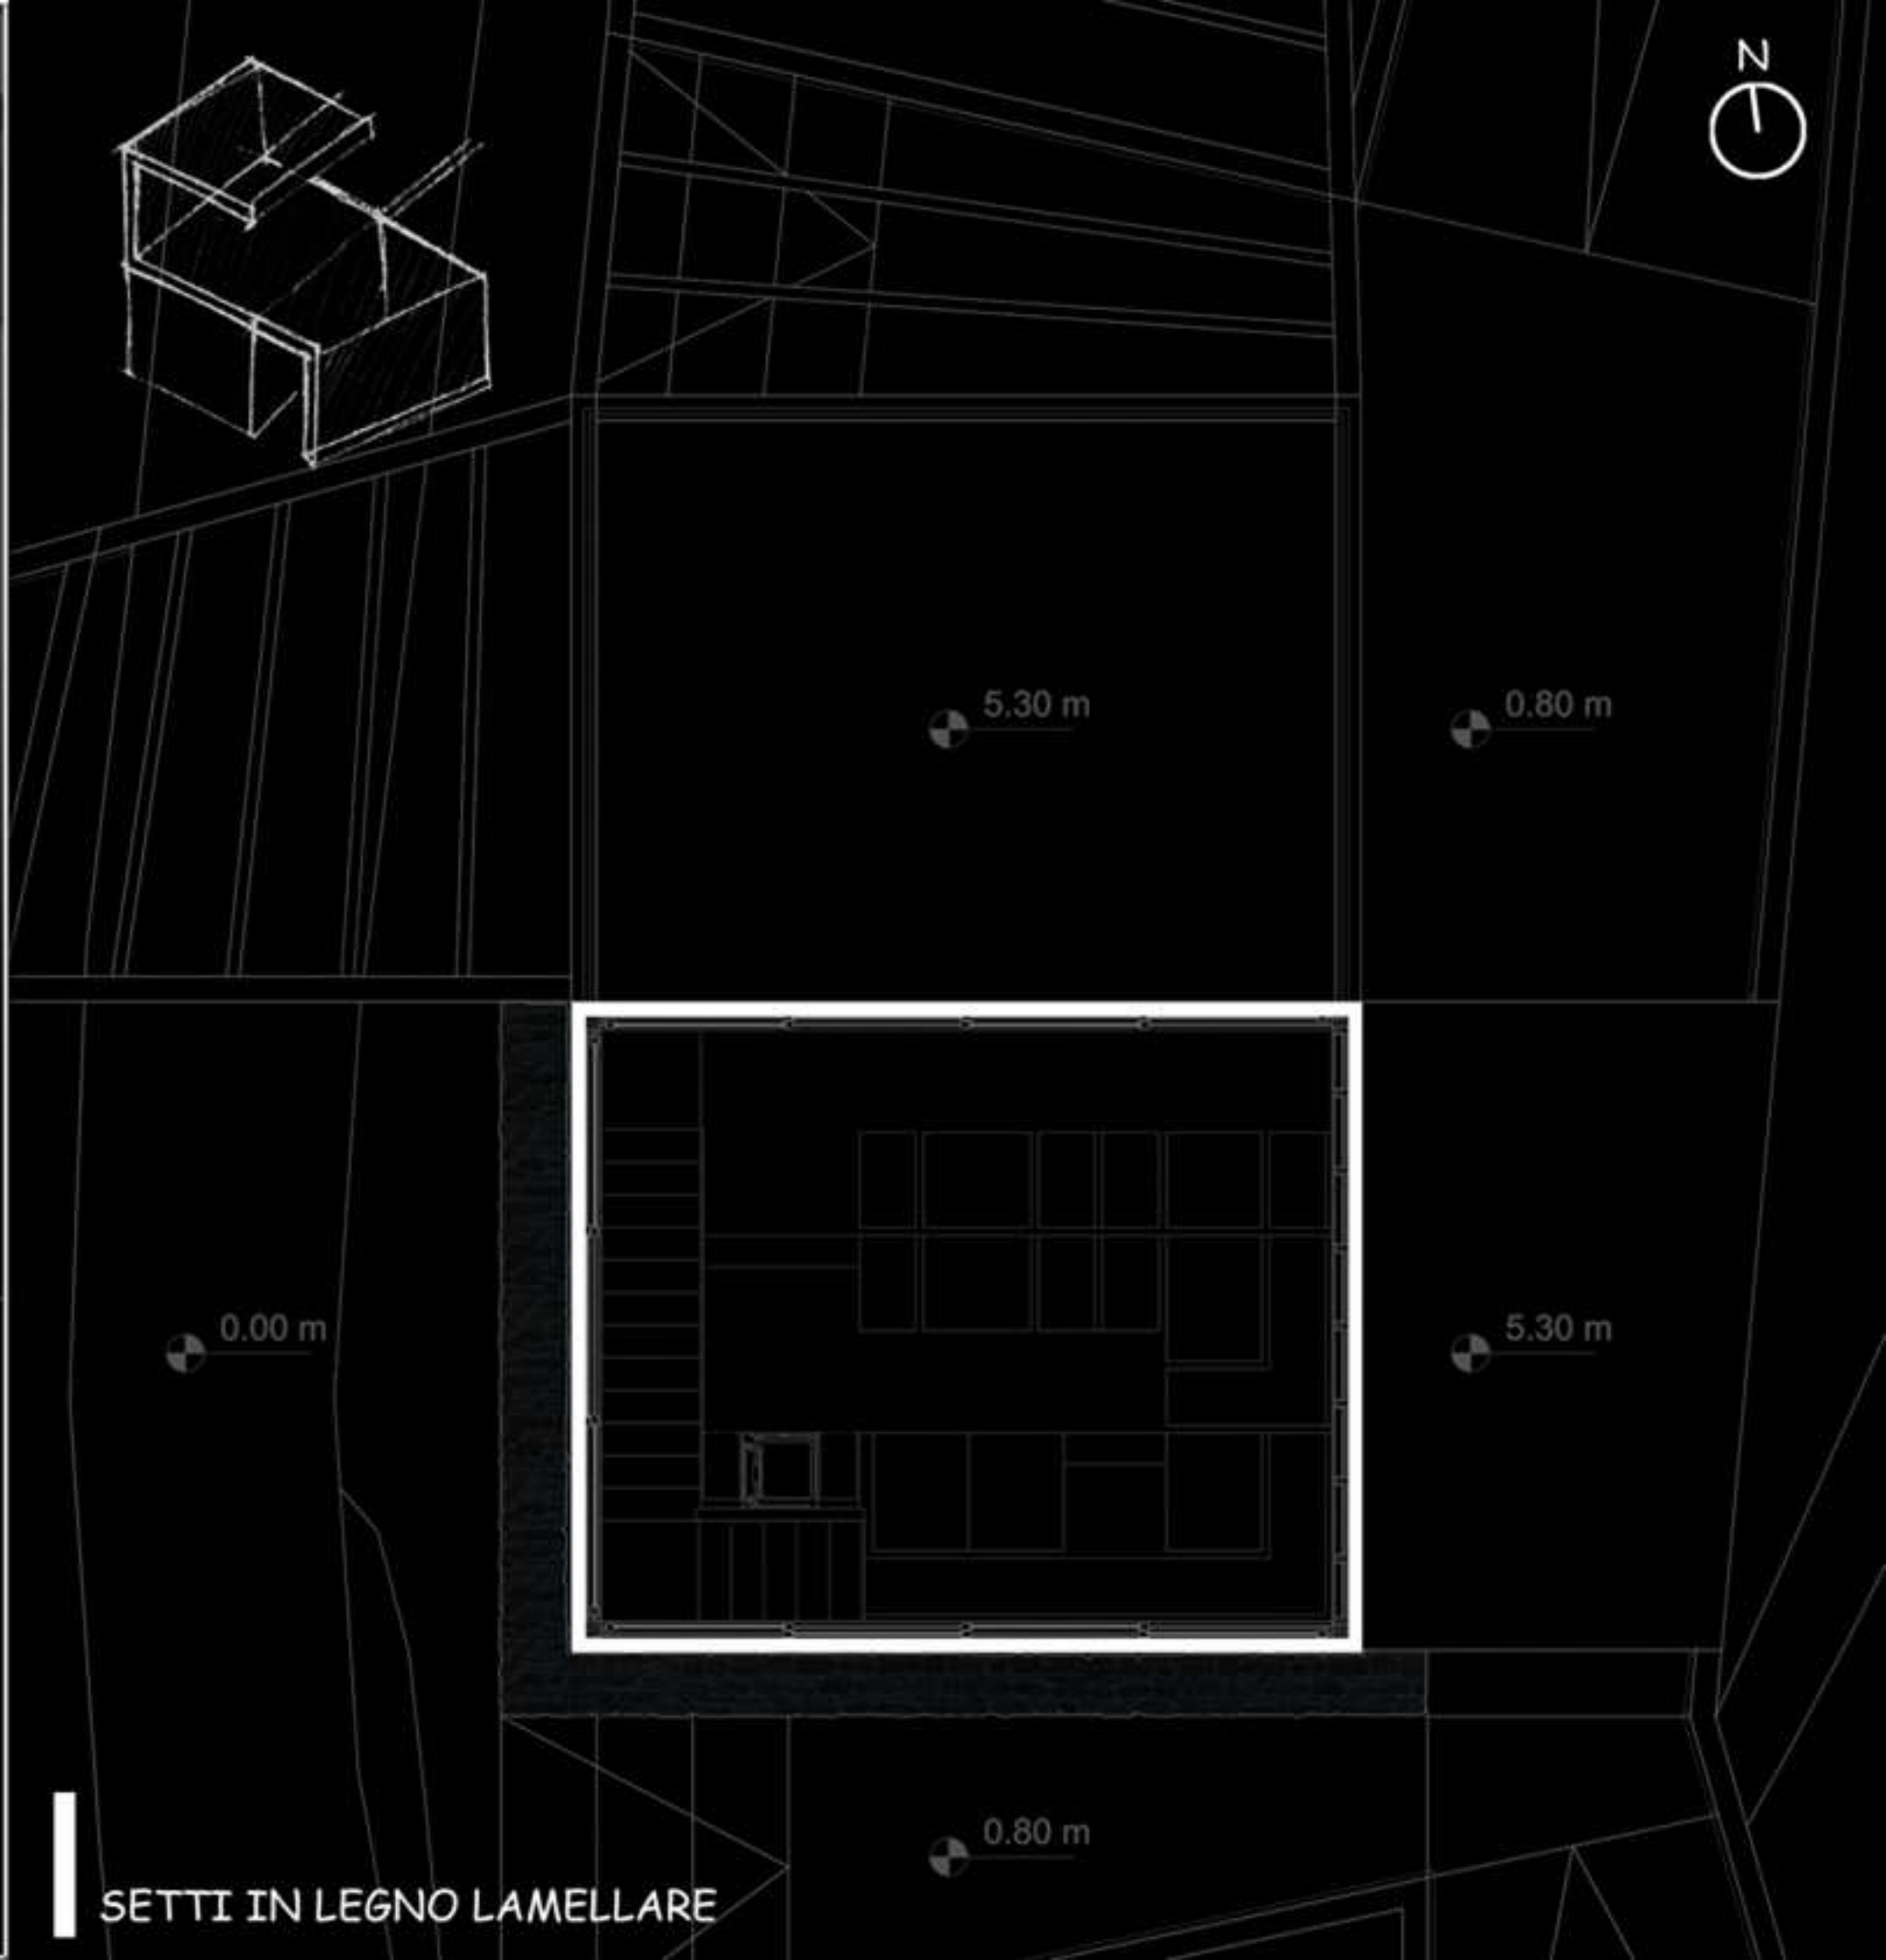 N
5.30 m
0.80 m
0.00 m
5.30 m
0.80 m
SETTI IN LEGNO LAMELLARE